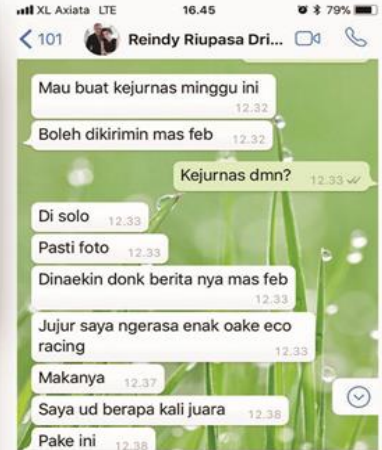 XL Axiata LTE 16.45 79%
101 Reindy Riupasa Dri...
Mau buat kejurnas minggu ini
12.32
Boleh dikirimin mas feb 12.32
Kejurnas dmn? 12.33
Di solo 12.33
Pasti foto 12.33
Dinaekin donk berita nya mas feb
12.33
Jujur saya ngerasa enak oake eco
racing 12.33
Makanya 12.37
Saya ud berapa kali juara 12.38
Pake ini 12.38